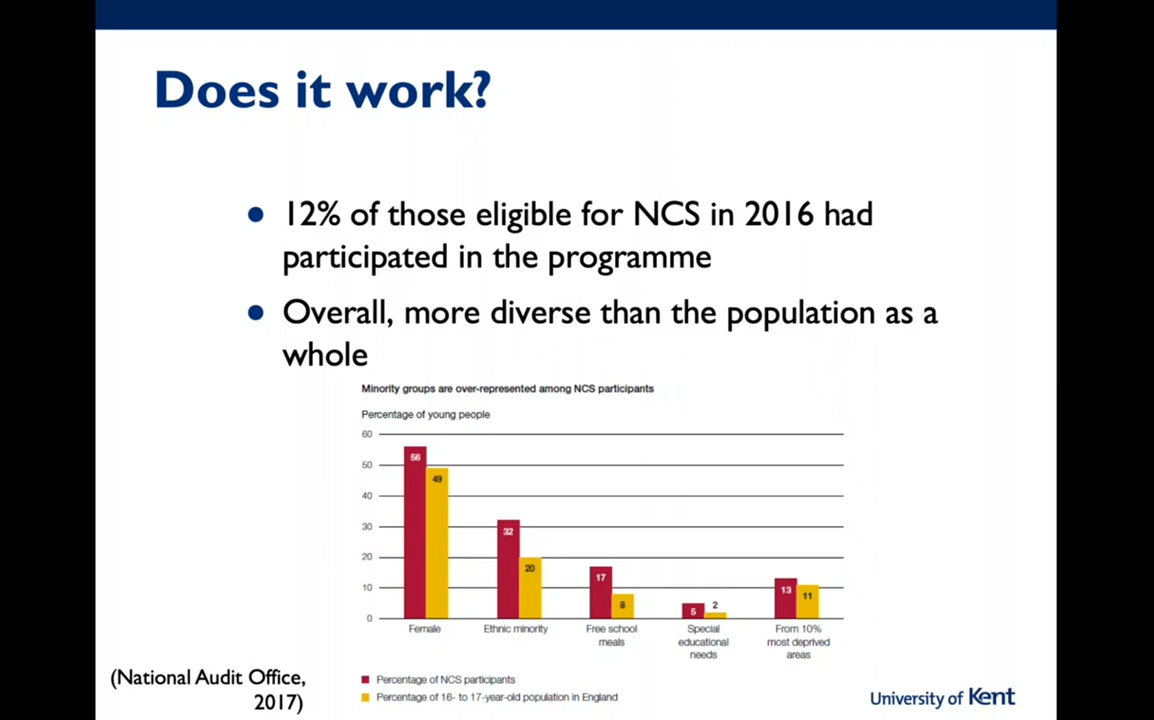 Does it work?
● 12% of those eligible for NCS in 2016 had
participated in the programme
● Overall, more diverse than the population as a
whole
Minority groups are over-represented among NCS participants
Percentage of young people
60
50
40
30
20
10
0
56
49
32
20
17
8
5
2
13
11
Female
Ethnic minority
Free school
meals
Special
educational
needs
From 10%
most deprived
areas
Percentage of NCS participants
Percentage of 16- to 17-year-old population in England
(National Audit Office,
2017)
University of Kent